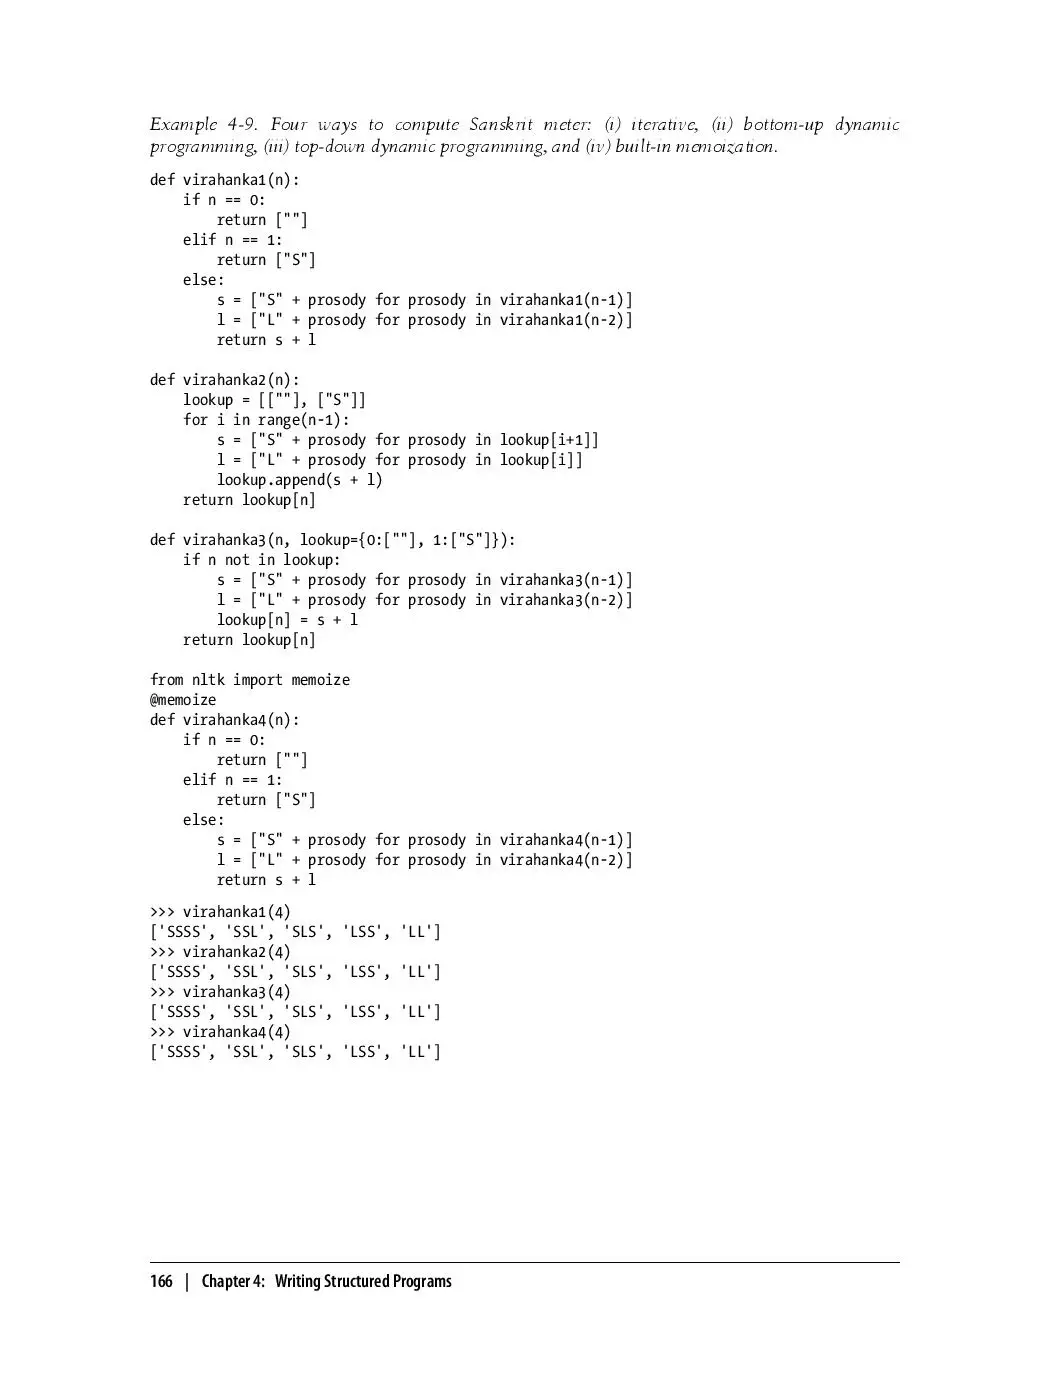 Example 4-9. Four ways to compute Sanskrit meter: (i) iterative, (ii) bottom-up dynamic
programming, (iii) top-down dynamic programming, and (iv) built-in memoization.
def virahanka1(n):
    if n == 0:
        return [""]
    elif n == 1:
        return ["S"]
    else:
        s = ["S" + prosody for prosody in virahanka1(n-1)]
        l = ["L" + prosody for prosody in virahanka1(n-2)]
        return s + l

def virahanka2(n):
    lookup = [[""], ["S"]]
    for i in range(n-1):
        s = ["S" + prosody for prosody in lookup[i+1]]
        l = ["L" + prosody for prosody in lookup[i]]
        lookup.append(s + l)
    return lookup[n]

def virahanka3(n, lookup={0:[""], 1:["S"]}):
    if n not in lookup:
        s = ["S" + prosody for prosody in virahanka3(n-1)]
        l = ["L" + prosody for prosody in virahanka3(n-2)]
        lookup[n] = s + l
    return lookup[n]

from nltk import memoize
@memoize
def virahanka4(n):
    if n == 0:
        return [""]
    elif n == 1:
        return ["S"]
    else:
        s = ["S" + prosody for prosody in virahanka4(n-1)]
        l = ["L" + prosody for prosody in virahanka4(n-2)]
        return s + l

>>> virahanka1(4)
['SSSS', 'SSL', 'SLS', 'LSS', 'LL']
>>> virahanka2(4)
['SSSS', 'SSL', 'SLS', 'LSS', 'LL']
>>> virahanka3(4)
['SSSS', 'SSL', 'SLS', 'LSS', 'LL']
>>> virahanka4(4)
['SSSS', 'SSL', 'SLS', 'LSS', 'LL']
166 | Chapter 4: Writing Structured Programs